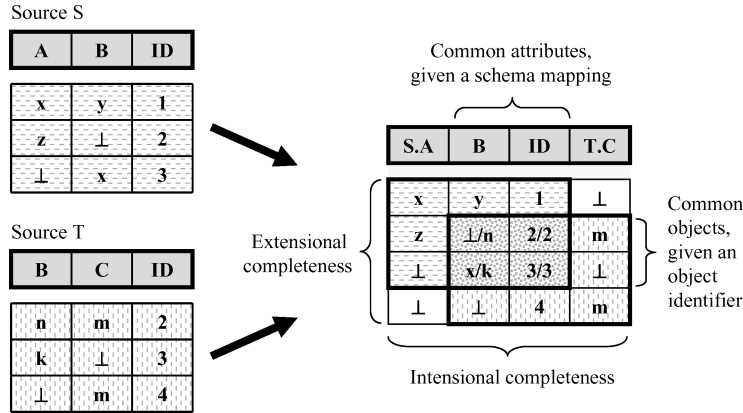 Source S
A B ID
x y 1
z ⊥ 2
⊥ x 3
Source T
B C ID
n m 2
k ⊥ 3
⊥ m 4
Common attributes,
given a schema mapping
S.A B ID T.C
x y 1 ⊥
z ⊥/n 2/2 m
⊥ x/k 3/3 ⊥
⊥ ⊥ 4 m
Extensional
completeness
Common
objects,
given an
object
identifier
Intensional completeness